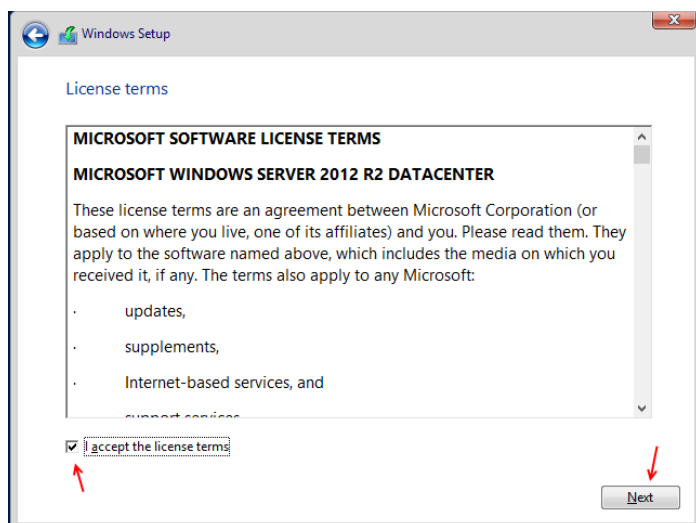 Windows Setup
License terms
MICROSOFT SOFTWARE LICENSE TERMS
MICROSOFT WINDOWS SERVER 2012 R2 DATACENTER
These license terms are an agreement between Microsoft Corporation (or
based on where you live, one of its affiliates) and you. Please read them. They
apply to the software named above, which includes the media on which you
received it, if any. The terms also apply to any Microsoft:
· updates,
· supplements,
· Internet-based services, and
support services
I accept the license terms
Next